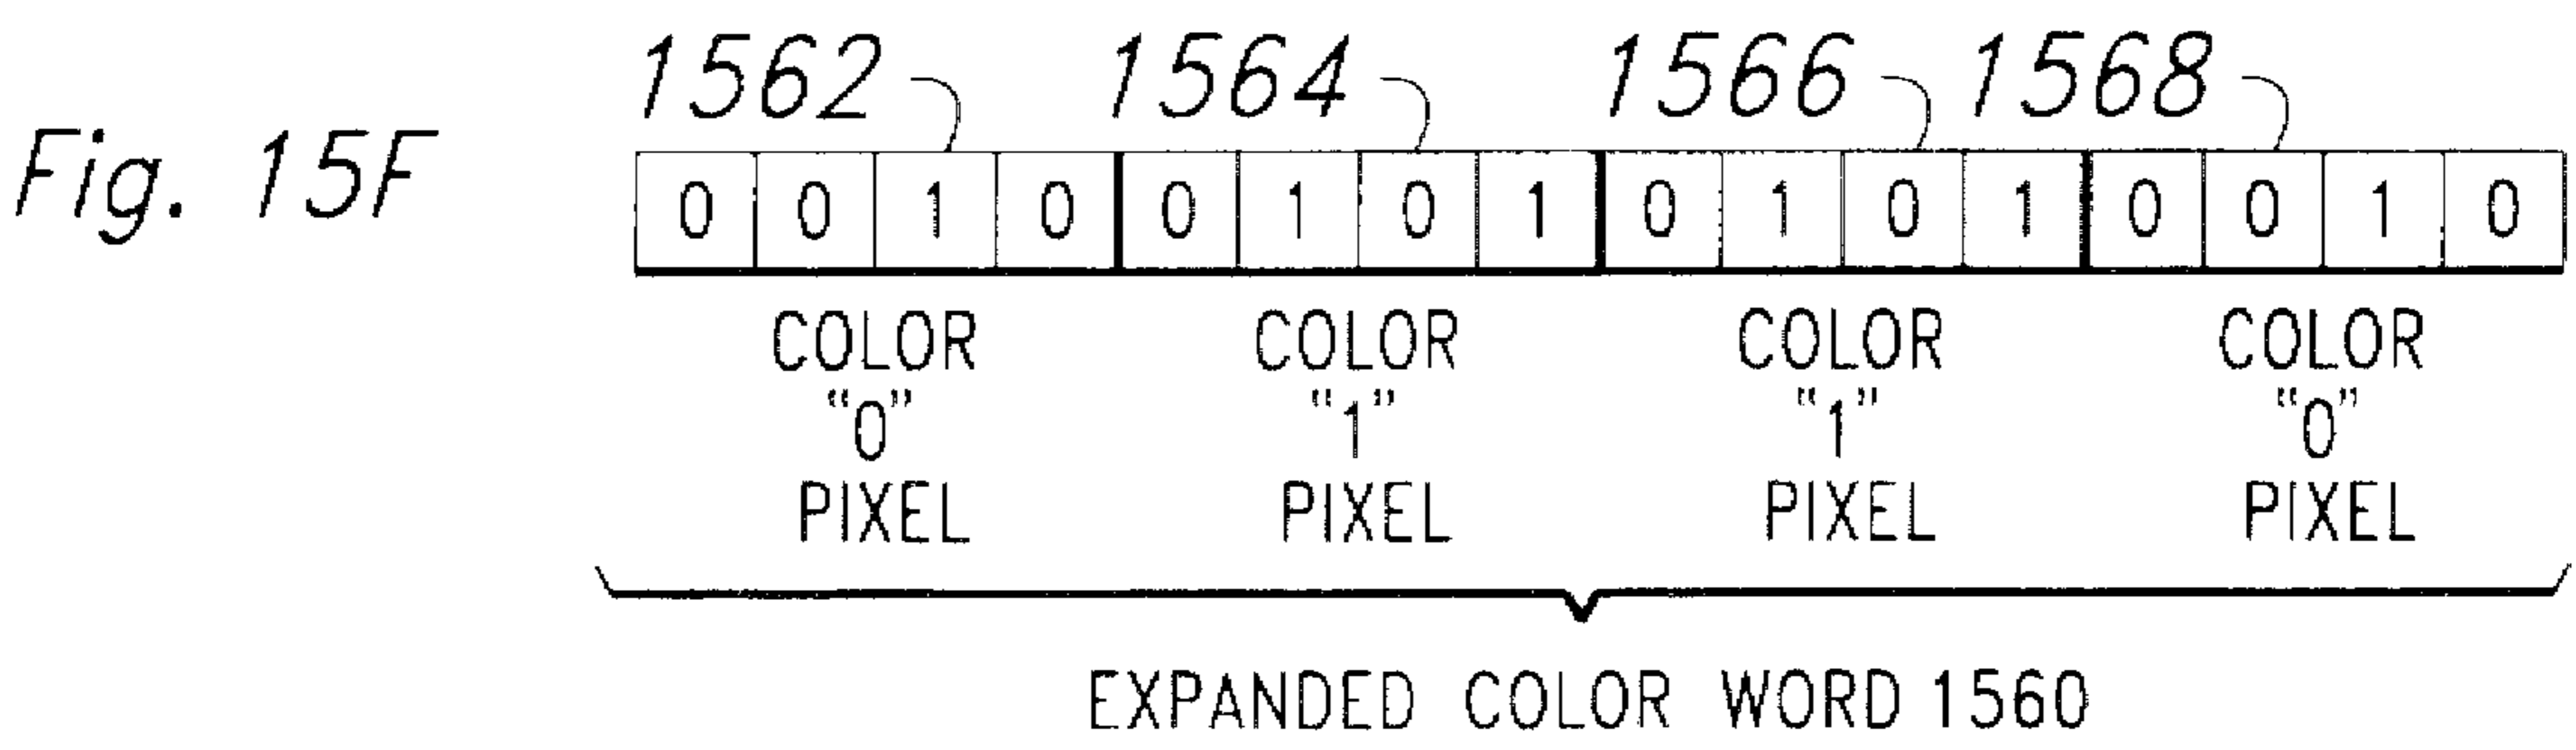 1562 1564 1566 1568
Fig. 15F
0 0 1 0 0 1 0 1 0 1 0 1 0 0 1 0
COLOR COLOR COLOR COLOR
“0” “1” “1” “0”
PIXEL PIXEL PIXEL PIXEL
EXPANDED COLOR WORD 1560